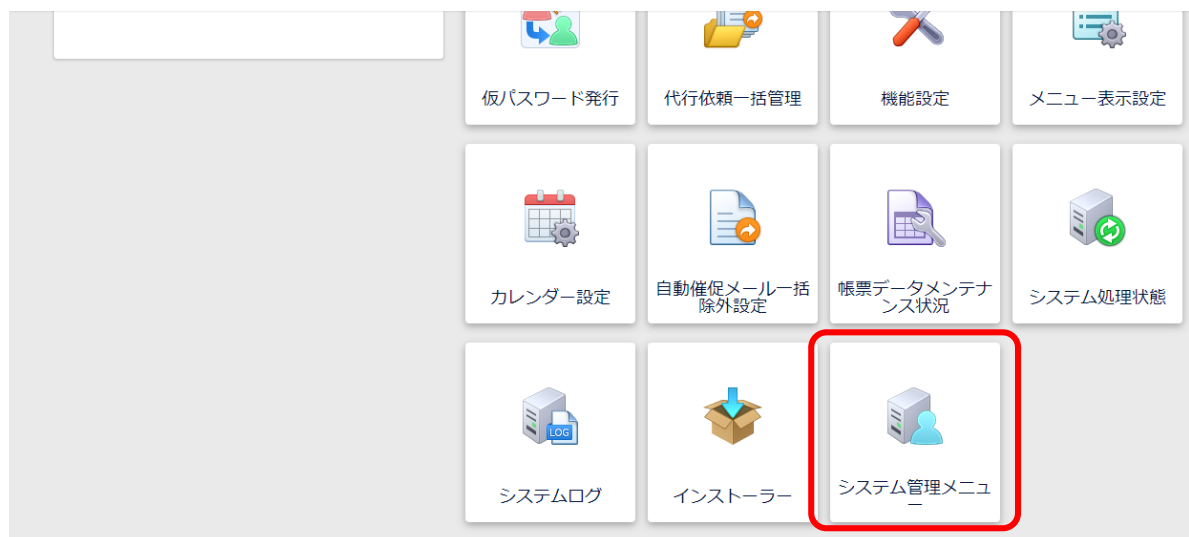 仮パスワード発行
代行依頼一括管理
機能設定
メニュー表示設定
カレンダー設定
自動催促メール一括
除外設定
帳票データメンテナ
ンス状況
システム処理状態
LOG
システムログ
インストーラー
システム管理メニュ
ー